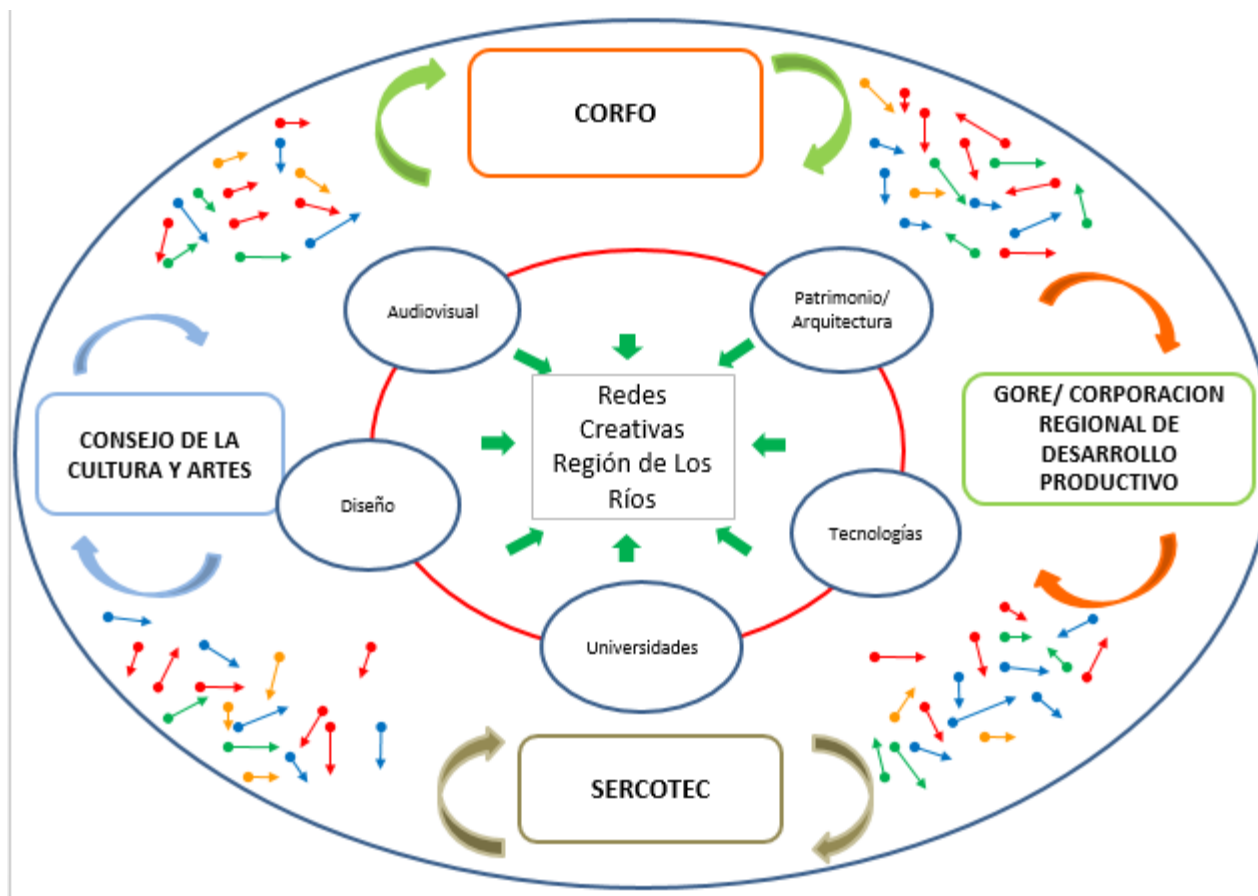 CORFO
Audiovisual
Patrimonio/
Arquitectura
Redes
Creativas
Región de Los
Ríos
CONSEJO DE LA
CULTURA Y ARTES
GORE/ CORPORACION
REGIONAL DE
DESARROLLO
PRODUCTIVO
Diseño
Tecnologías
Universidades
SERCOTEC